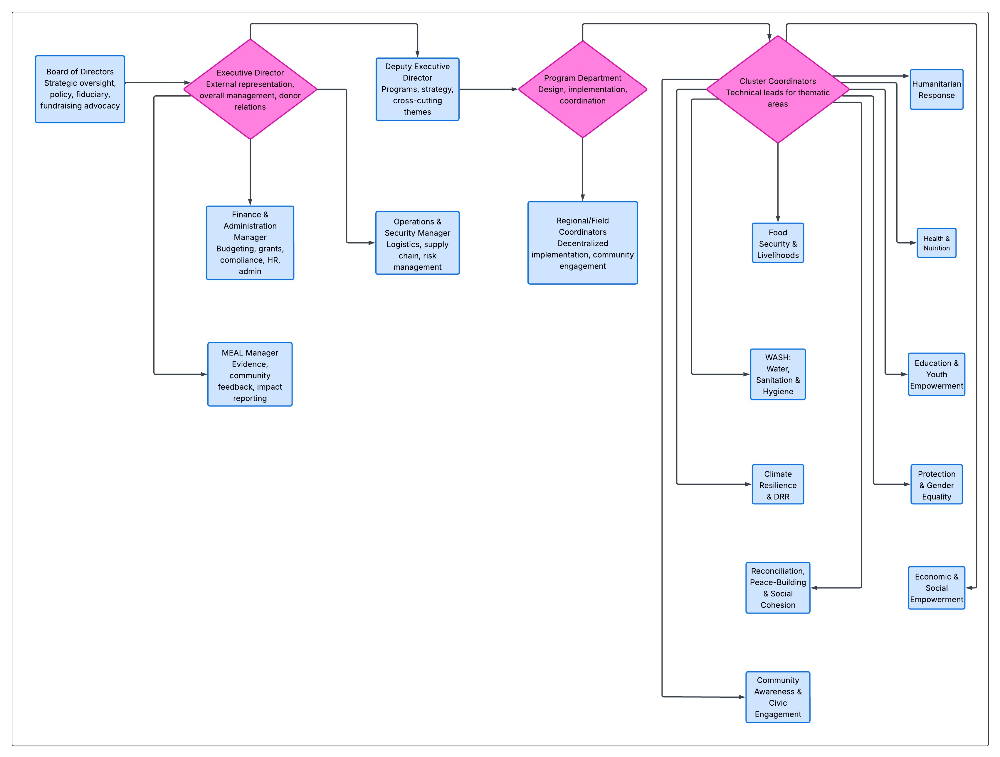 Board of Directors
Strategic oversight,
policy, fiduciary,
fundraising advocacy
Executive Director
External representation,
overall management, donor
relations
Deputy Executive
Director
Programs, strategy,
cross-cutting
themes
Program Department
Design, implementation,
coordination
Cluster Coordinators
Technical leads for thematic
areas
Humanitarian
Response
Finance &
Administration
Manager
Budgeting, grants,
compliance, HR,
admin
Operations &
Security Manager
Logistics, supply
chain, risk
management
Regional/Field
Coordinators
Decentralized
implementation, community
engagement
Food
Security &
Livelihoods
Health &
Nutrition
MEAL Manager
Evidence,
community
feedback, impact
reporting
WASH:
Water,
Sanitation &
Hygiene
Education &
Youth
Empowerment
Climate
Resilience
& DRR
Protection
& Gender
Equality
Reconciliation,
Peace-Building
& Social
Cohesion
Economic &
Social
Empowerment
Community
Awareness &
Civic
Engagement